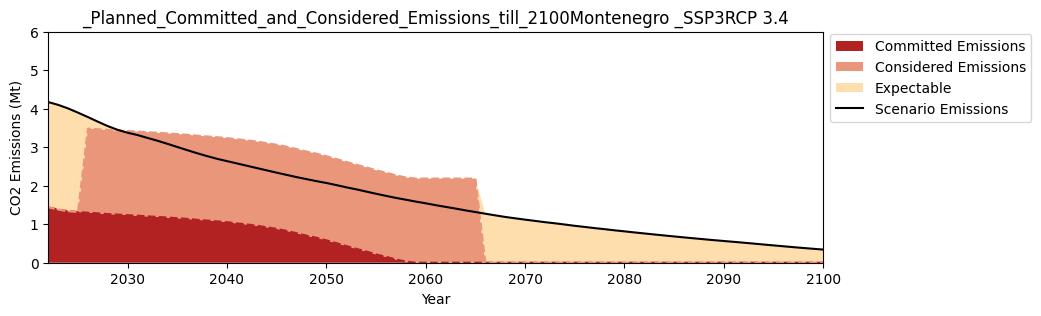 _Planned_Committed_and_Considered_Emissions_till_2100Montenegro _SSP3RCP 3.4
6
5
4
3
2
1
0
CO2 Emissions (Mt)
2030 2040 2050 2060 2070 2080 2090 2100
Year
Committed Emissions
Considered Emissions
Expectable
Scenario Emissions